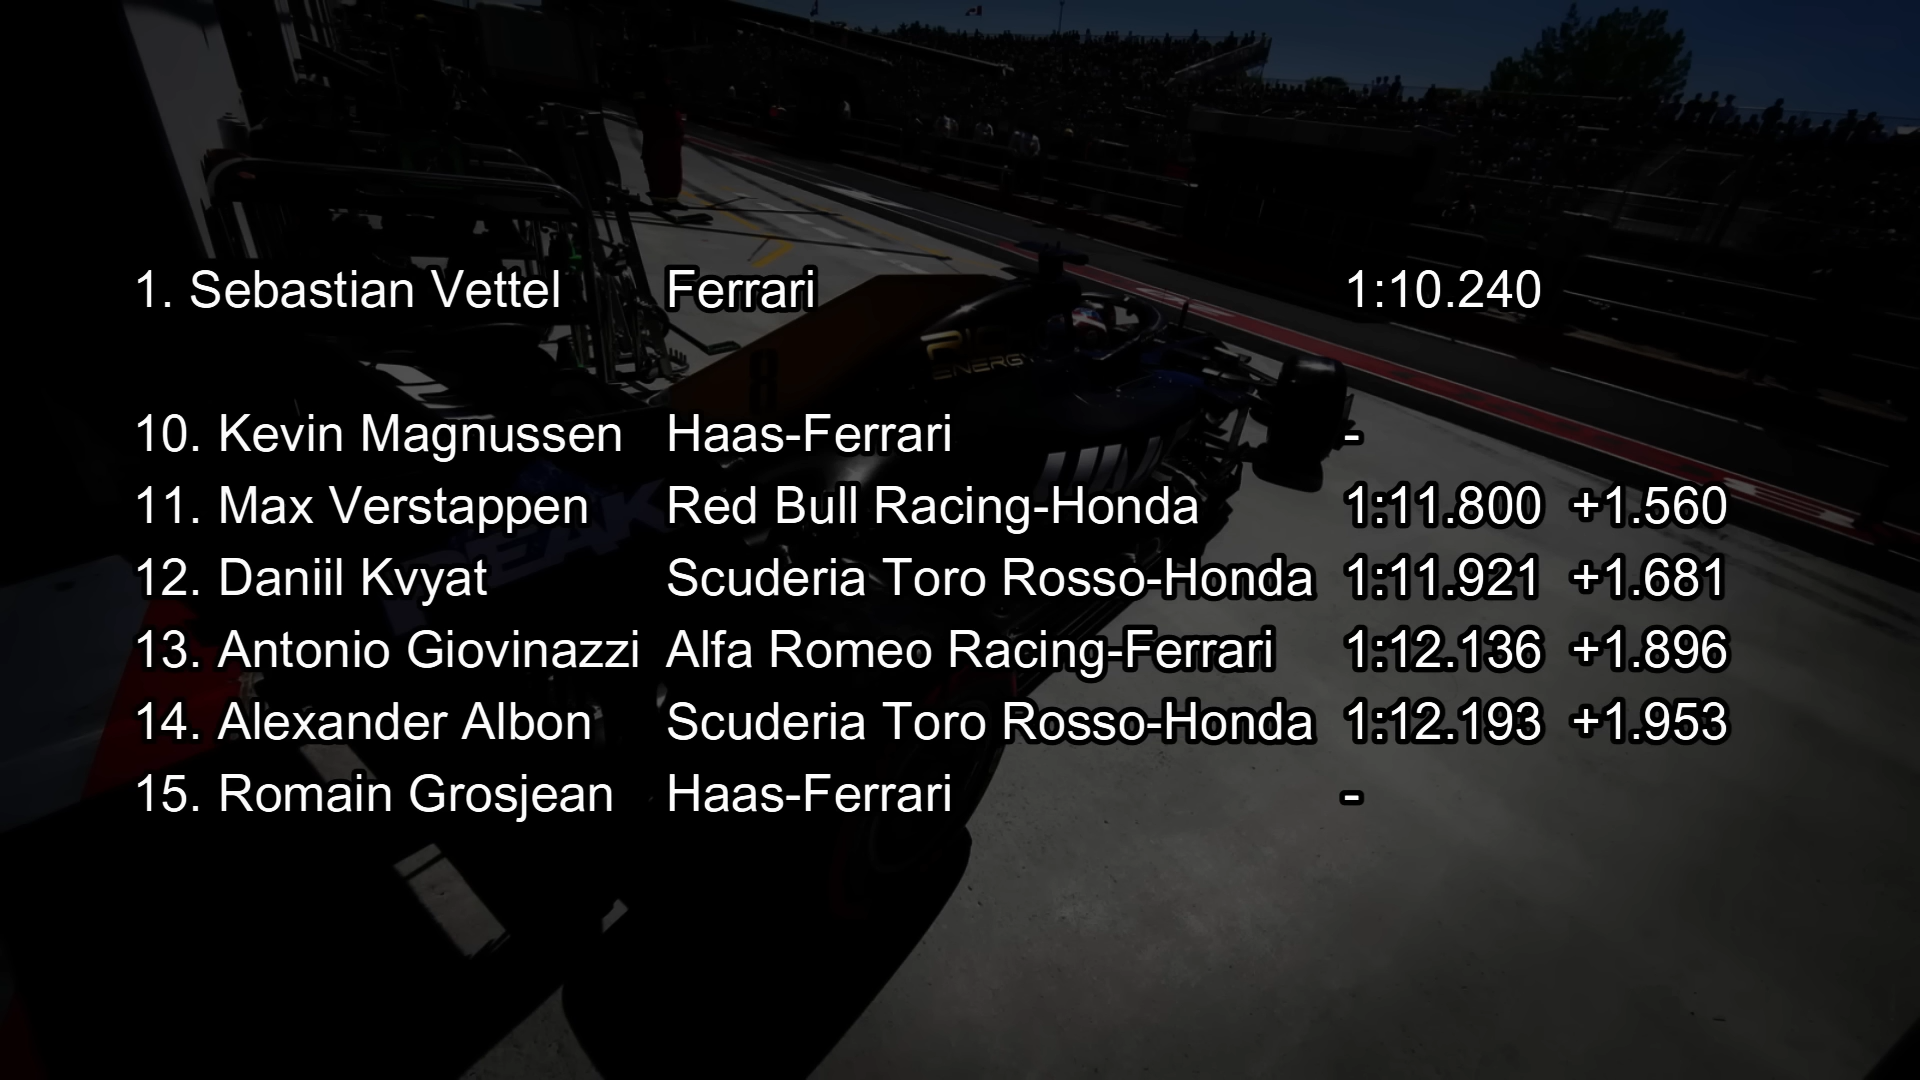 1. Sebastian Vettel Ferrari 1:10.240
10. Kevin Magnussen Haas-Ferrari -
11. Max Verstappen Red Bull Racing-Honda 1:11.800 +1.560
12. Daniil Kvyat Scuderia Toro Rosso-Honda 1:11.921 +1.681
13. Antonio Giovinazzi Alfa Romeo Racing-Ferrari 1:12.136 +1.896
14. Alexander Albon Scuderia Toro Rosso-Honda 1:12.193 +1.953
15. Romain Grosjean Haas-Ferrari -
ENERGY
8
PEAK